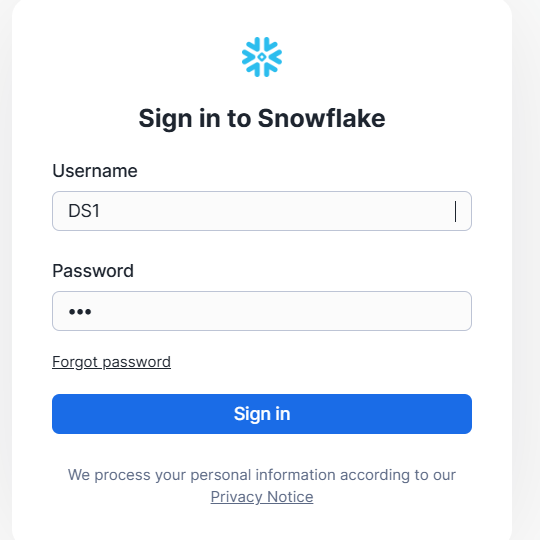 Sign in to Snowflake
Username
DS1
Password
•••
Forgot password
Sign in
We process your personal information according to our
Privacy Notice